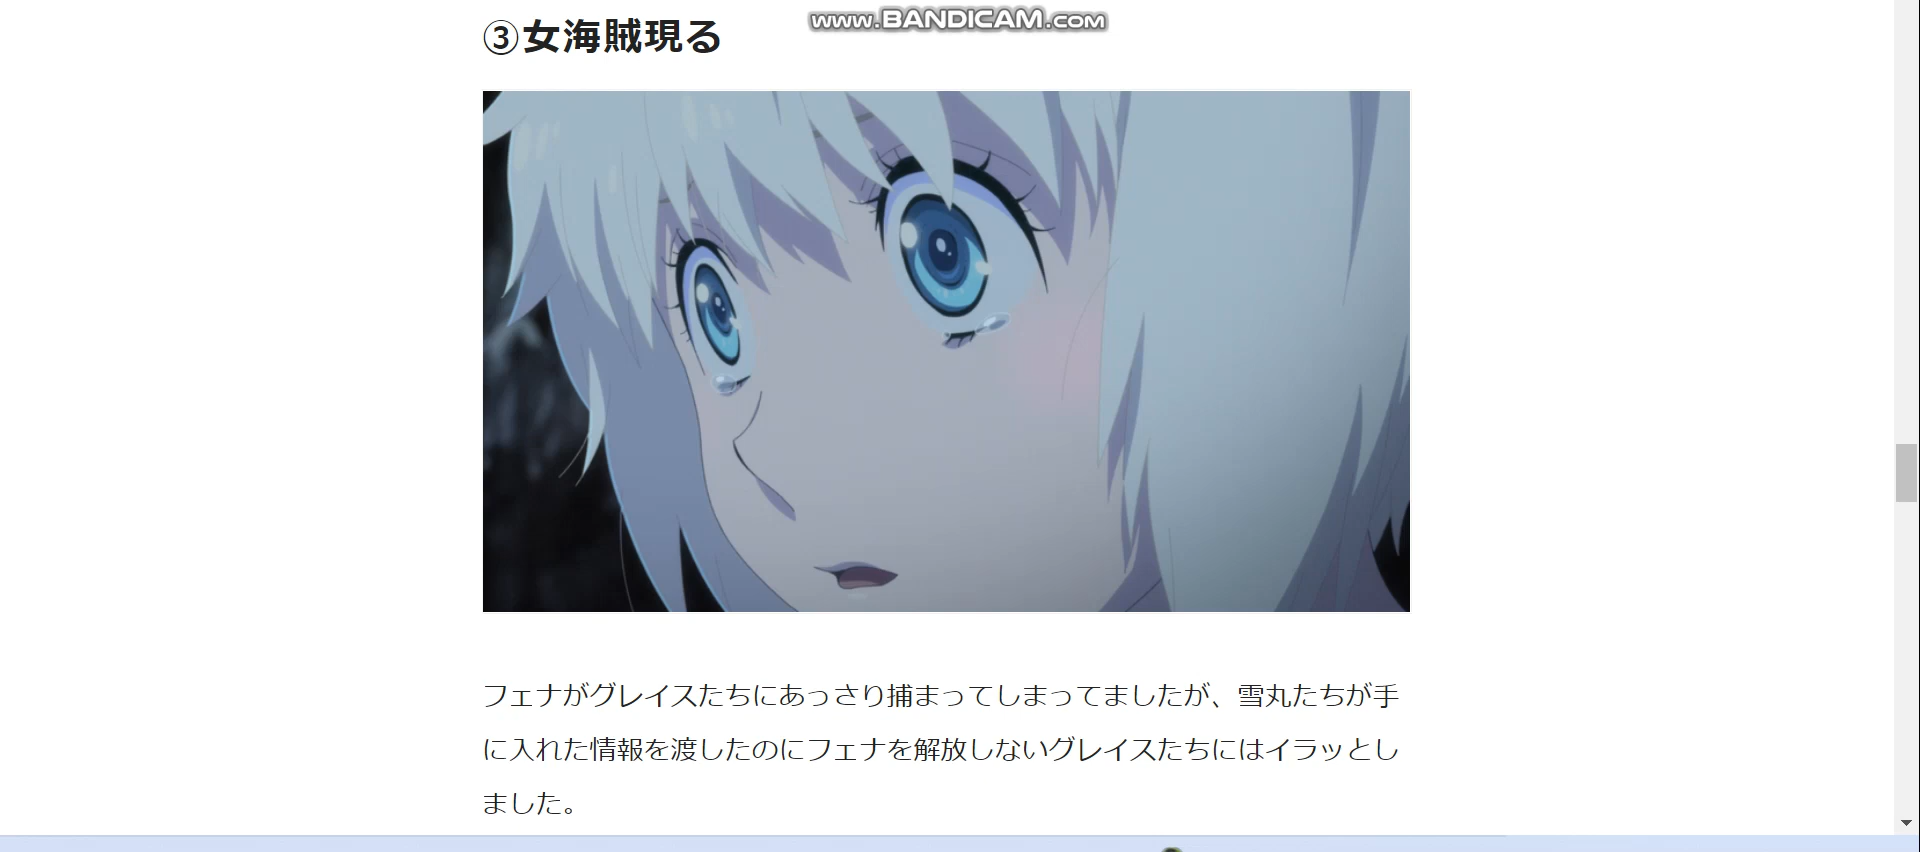 www.BANDICAM.com
③女海賊現る
フェナがグレイスたちにあっさり捕まってしまってましたが、雪丸たちが手
に入れた情報を渡したのにフェナを解放しないグレイスたちにはイラッとし
ました。